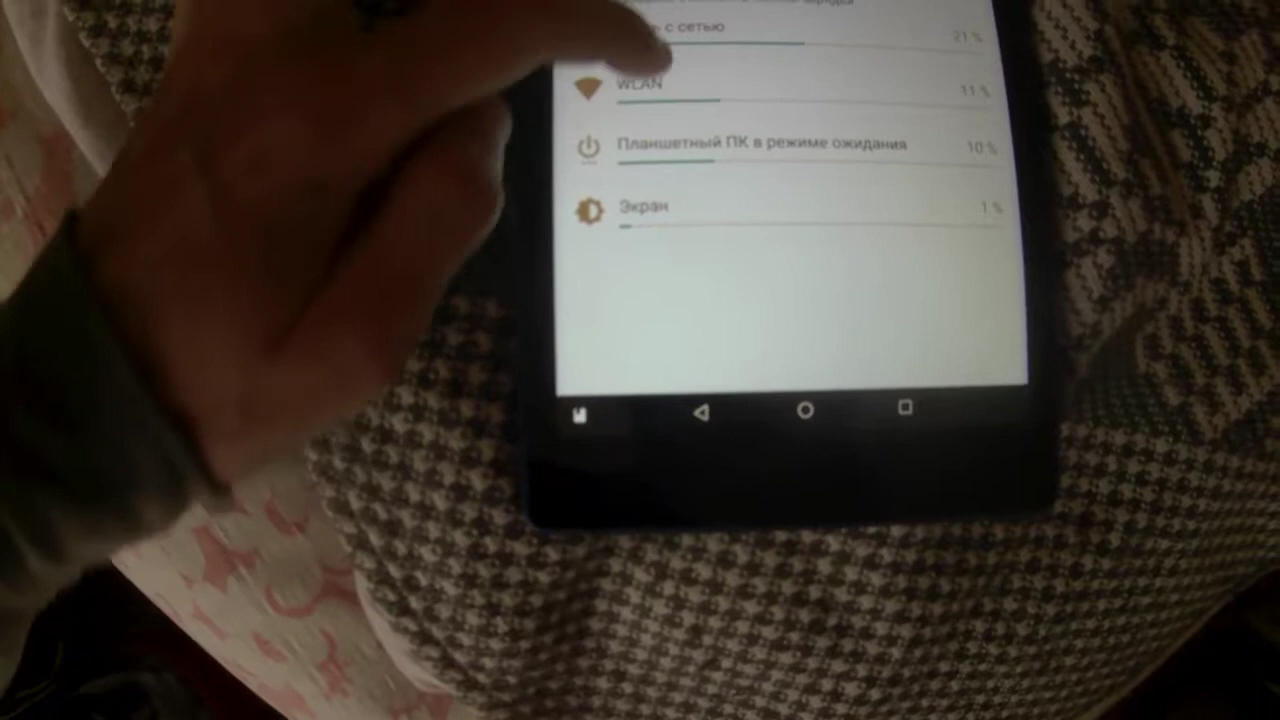 с сетью
21 %
WLAN
11 %
Планшетный ПК в режиме ожидания
10 %
Экран
1 %